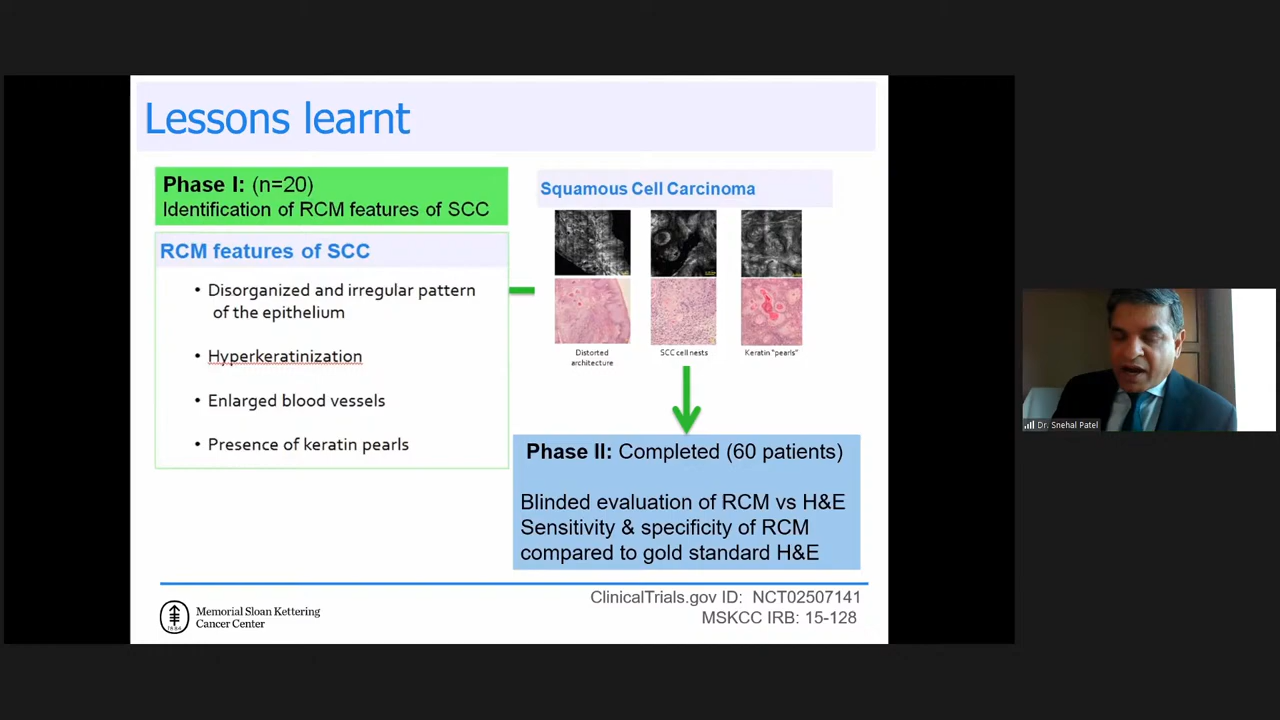 Lessons learnt
Phase I: (n=20)
Identification of RCM features of SCC
RCM features of SCC
• Disorganized and irregular pattern
of the epithelium
• Hyperkeratinization
• Enlarged blood vessels
• Presence of keratin pearls
Squamous Cell Carcinoma
Distorted
architecture
SCC cell nests
Keratin "pearls"
Phase II: Completed (60 patients)
Blinded evaluation of RCM vs H&E
Sensitivity & specificity of RCM
compared to gold standard H&E
Memorial Sloan Kettering
Cancer Center
ClinicalTrials.gov ID: NCT02507141
MSKCC IRB: 15-128
Dr. Snehal Patel